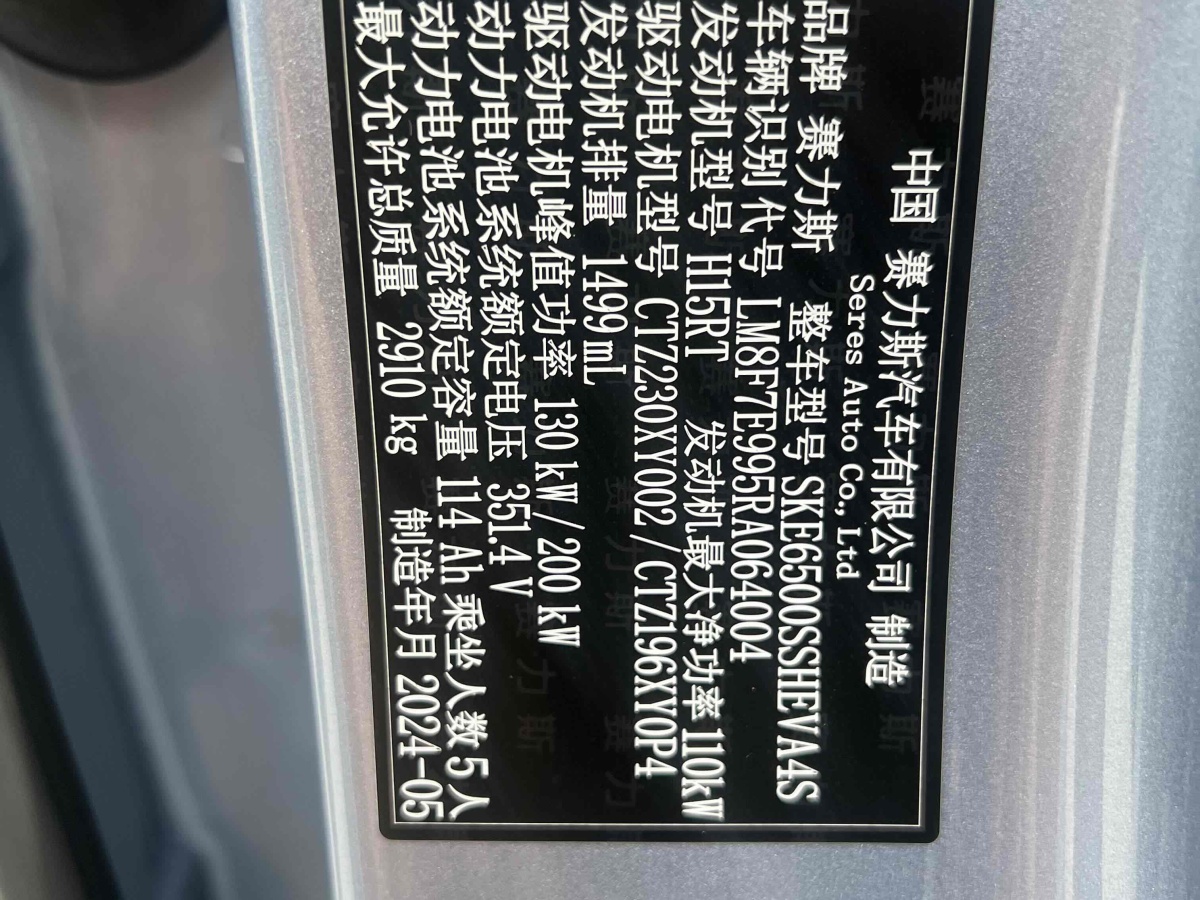 中国 赛力斯汽车有限公司 制造
Seres Auto Co., Ltd
品牌 赛力斯 整车型号 SKE6500SSHEVA4S
车辆识别代号 LM8F7E995RA064004
发动机型号 H15RT 发动机最大净功率 110kW
驱动电机型号 CTZ230XY002/CTZ196XY0P4
发动机排量 1499 mL
驱动电机峰值功率 130 kW/200 kW
动力电池系统额定电压 351.4 V
动力电池系统额定容量 114 Ah 乘坐人数 5 人
最大允许总质量 2910 kg 制造年月 2024-05